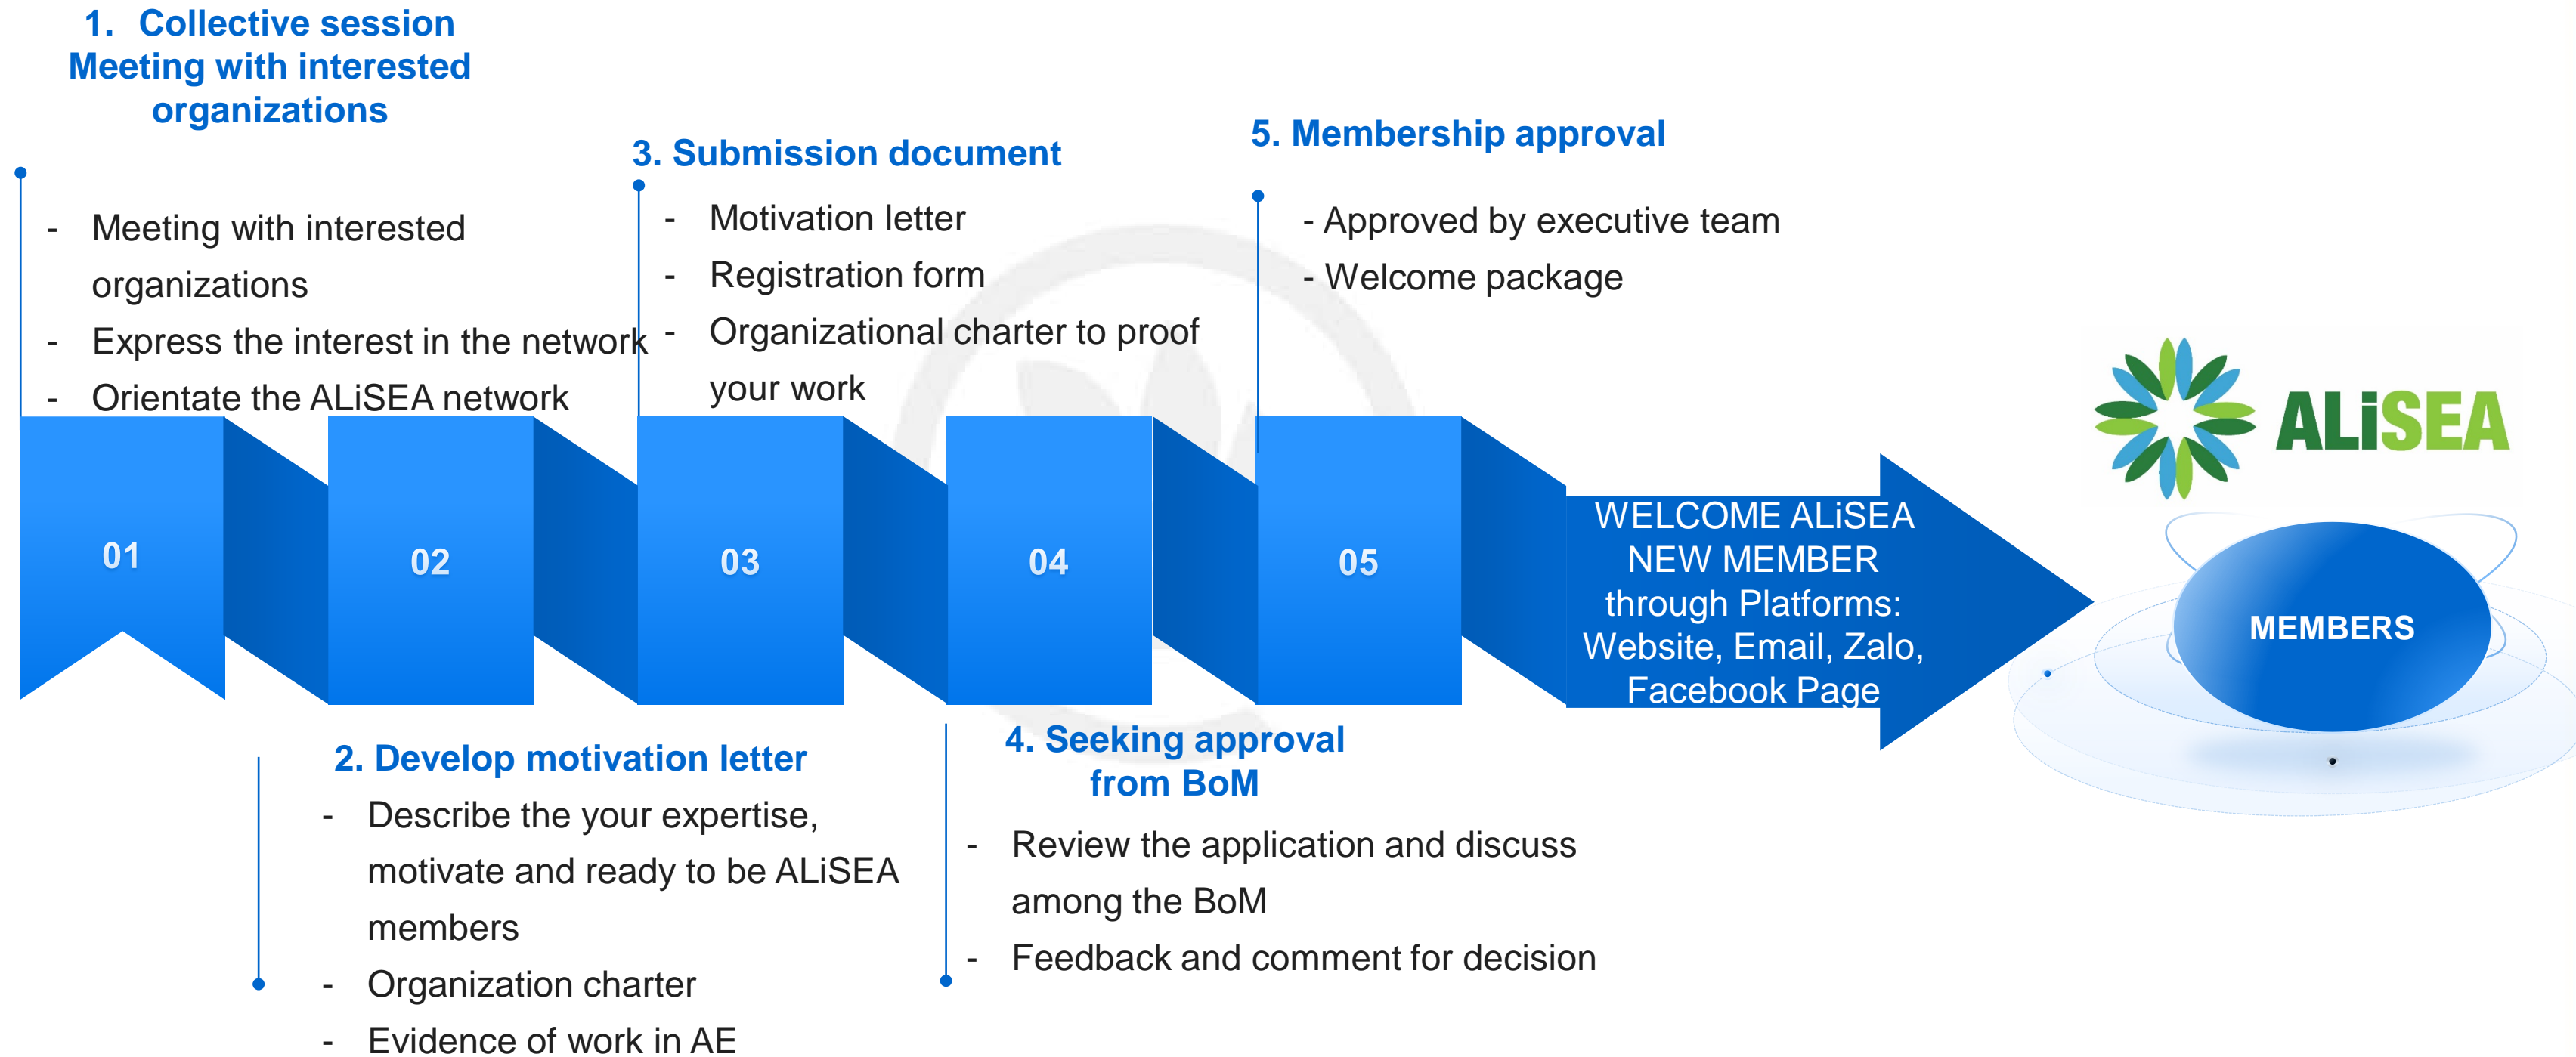 1. Collective session
Meeting with interested
organizations
- Meeting with interested
organizations
- Express the interest in the network
- Orientate the ALiSEA network
3. Submission document
- Motivation letter
- Registration form
- Organizational charter to proof
your work
5. Membership approval
- Approved by executive team
- Welcome package
ALiSEA
01
02
03
04
05
WELCOME ALiSEA
NEW MEMBER
through Platforms:
Website, Email, Zalo,
Facebook Page
MEMBERS
2. Develop motivation letter
- Describe the your expertise,
motivate and ready to be ALiSEA
members
- Organization charter
- Evidence of work in AE
4. Seeking approval
from BoM
- Review the application and discuss
among the BoM
- Feedback and comment for decision